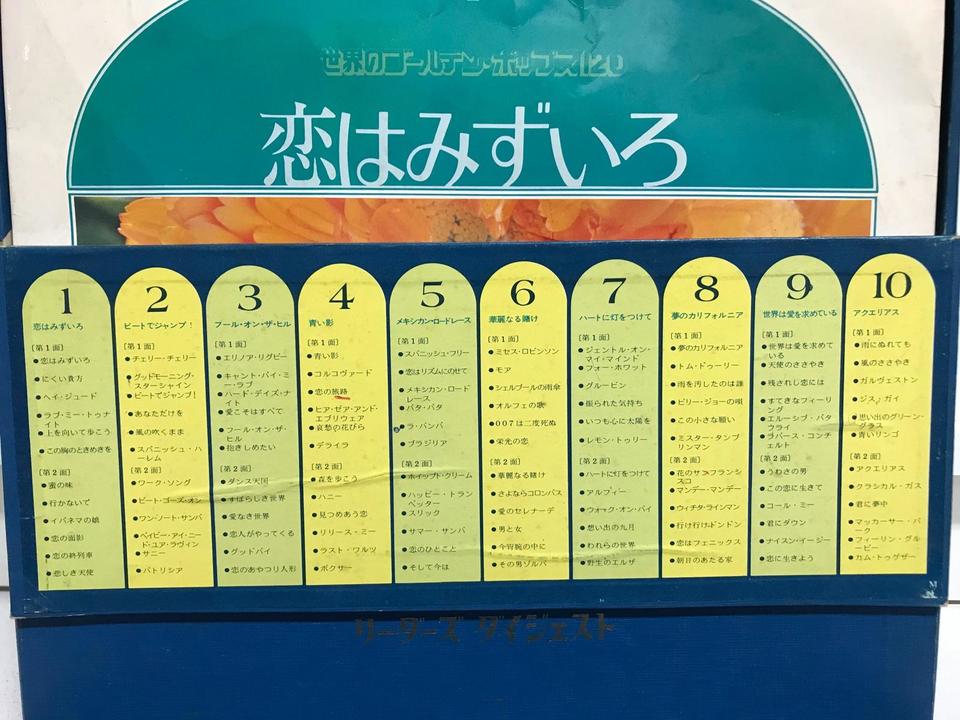 世界のゴールデン・ポップス120
恋はみずいろ
1
恋はみずいろ
[第1面]
●恋はみずいろ
●にくい貴方
●ヘイ・ジュード
●ラブ・ミー・トゥナ
イト
●上を向いて歩こう
●この胸のときめきを
[第2面]
●蜜の味
●行かないで
●イパネマの娘
●恋の面影
●恋の終列車
●悲しき天使
2
ビートでジャンプ!
[第1面]
●チェリー・チェリー
●グッドモーニング・
スターシャイン
●ビートでジャンプ!
●あなただけを
●風の吹くまま
●スパニッシュ・ハ
ーレム
[第2面]
●ワーク・ソング
●ビート・ゴーズ・オン
●ワン・ノート・サンバ
●ベイビー・アイ・ニー
ド・ユア・ラヴィン
●サニー
●パトリシア
3
フール・オン・ザ・ヒル
[第1面]
●エリノア・リグビー
●キャント・バイ・ミ
ー・ラブ
●ハード・デイズ・ナ
イト
●愛こそはすべて
●フール・オン・ザ・
ヒル
●抱きしめたい
[第2面]
●ダンス天国
●すばらしき世界
●愛なき世界
●恋人がやってくる
●グッドバイ
●恋のあやつり人形
4
青い影
[第1面]
●青い影
●コルコヴァード
●恋の旅路
●ヒア・ゼア・アンド・
エブリウェア
●哀愁の花びら
●デライラ
[第2面]
●森を歩こう
●ハニー
●見つめあう恋
●リリース・ミー
●ラスト・ワルツ
●ボクサー
5
メキシカン・ロードレース
[第1面]
●スパニッシュ・フリー
●恋はリズムにのせて
●メキシカン・ロード
レース
●パタ・パタ
●ラ・バンバ
●ブラジリア
[第2面]
●ホイップト・クリーム
●ハッピー・トラン
ペッター
●スリック
●サマー・サンバ
●恋のひとこと
●そして今は
6
華麗なる賭け
[第1面]
●ミセス・ロビンソン
●モア
●シェルブールの雨傘
●オルフェの歌
●007は二度死ぬ
●栄光の恋
[第2面]
●華麗なる賭け
●さよならコロンバス
●愛のセレナーデ
●男と女
●今宵腕の中に
●その男ゾルバ
7
ハートに灯をつけて
[第1面]
●ジェントル・オン・
マイ・マインド
●フォー・ホワット
●グルービン
●振られた気持ち
●いつも心に太陽を
●レモン・トゥリー
[第2面]
●ハートに灯をつけて
●アルフィー
●ウォーク・オン・バイ
●想い出の九月
●われらの世界
●野生のエルザ
8
夢のカリフォルニア
[第1面]
●夢のカリフォルニア
●トム・ドゥーリー
●雨を汚したのは誰
●ビリー・ジョーの唄
●この小さな願い
●ミスター・タンブ
リンマン
[第2面]
●花のサンフランシ
スコ
●マンデー・マンデー
●ウィチタ・ラインマン
●行け行けドンドン
●恋はフェニックス
●朝日のあたる家
9
世界は愛を求めている
[第1面]
●世界は愛を求めて
いる
●天使のささやき
●残されし恋には
●すてきなフィーリ
ング
●エルーシブ・バタ
フライ
●ラバース・コンチ
ェルト
[第2面]
●うわさの男
●この恋に生きて
●コール・ミー
●君にダウン
●ナイスン・イージー
●恋に生きよう
10
アクエリアス
[第1面]
●雨にぬれても
●風のささやき
●ガルヴェストン
●ジス・ガイ
●思い出のグリーン・
グラス
●青いリンゴ
[第2面]
●アクエリアス
●クラシカル・ガス
●君に夢中
●マッカーサー・パ
ーク
●フィーリン・グル
ービー
●カム・トゥゲザー
リーダーズ ダイジェスト